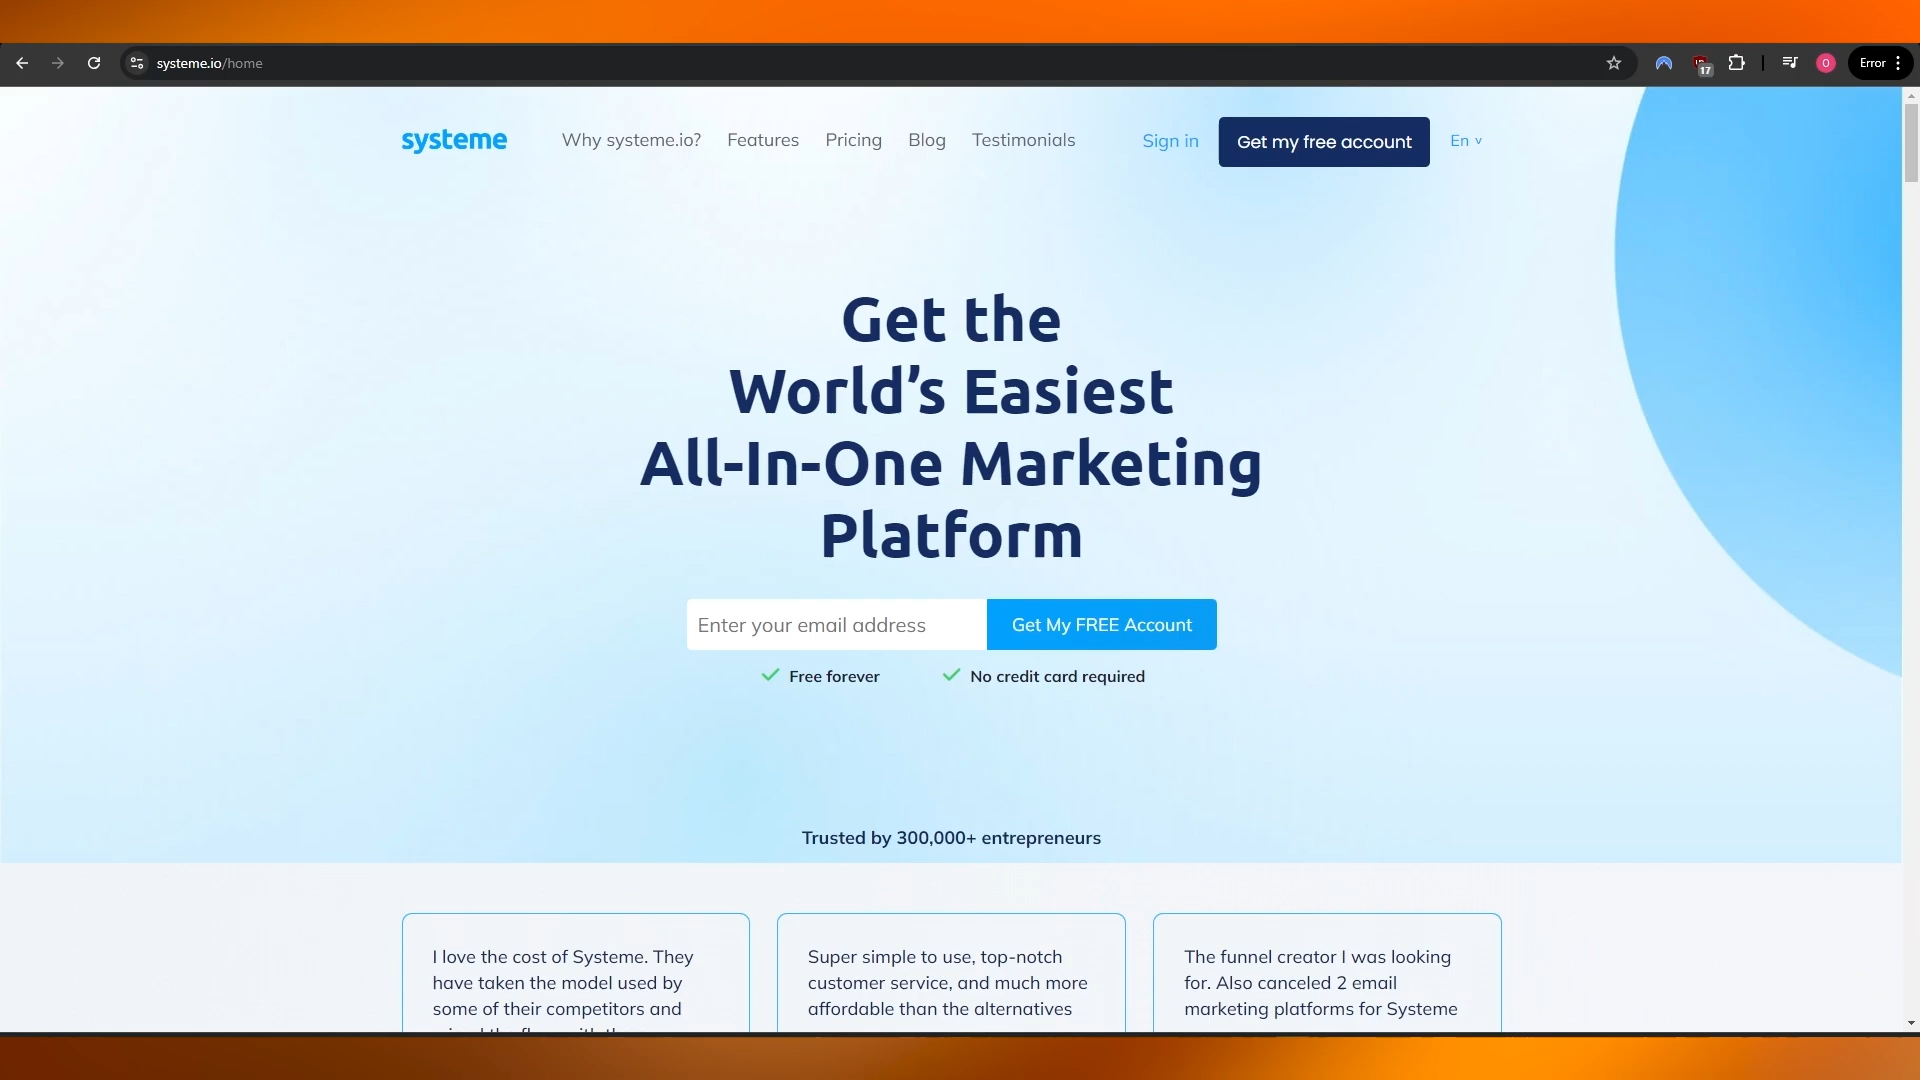 systeme.io/home
17
O
Error
systeme
Why systeme.io?
Features
Pricing
Blog
Testimonials
Sign in
Get my free account
En v
Get the
World's Easiest
All-In-One Marketing
Platform
Enter your email address
Get My FREE Account
Free forever
No credit card required
Trusted by 300,000+ entrepreneurs
I love the cost of Systeme. They
have taken the model used by
some of their competitors and
Super simple to use, top-notch
customer service, and much more
affordable than the alternatives
The funnel creator I was looking
for. Also canceled 2 email
marketing platforms for Systeme